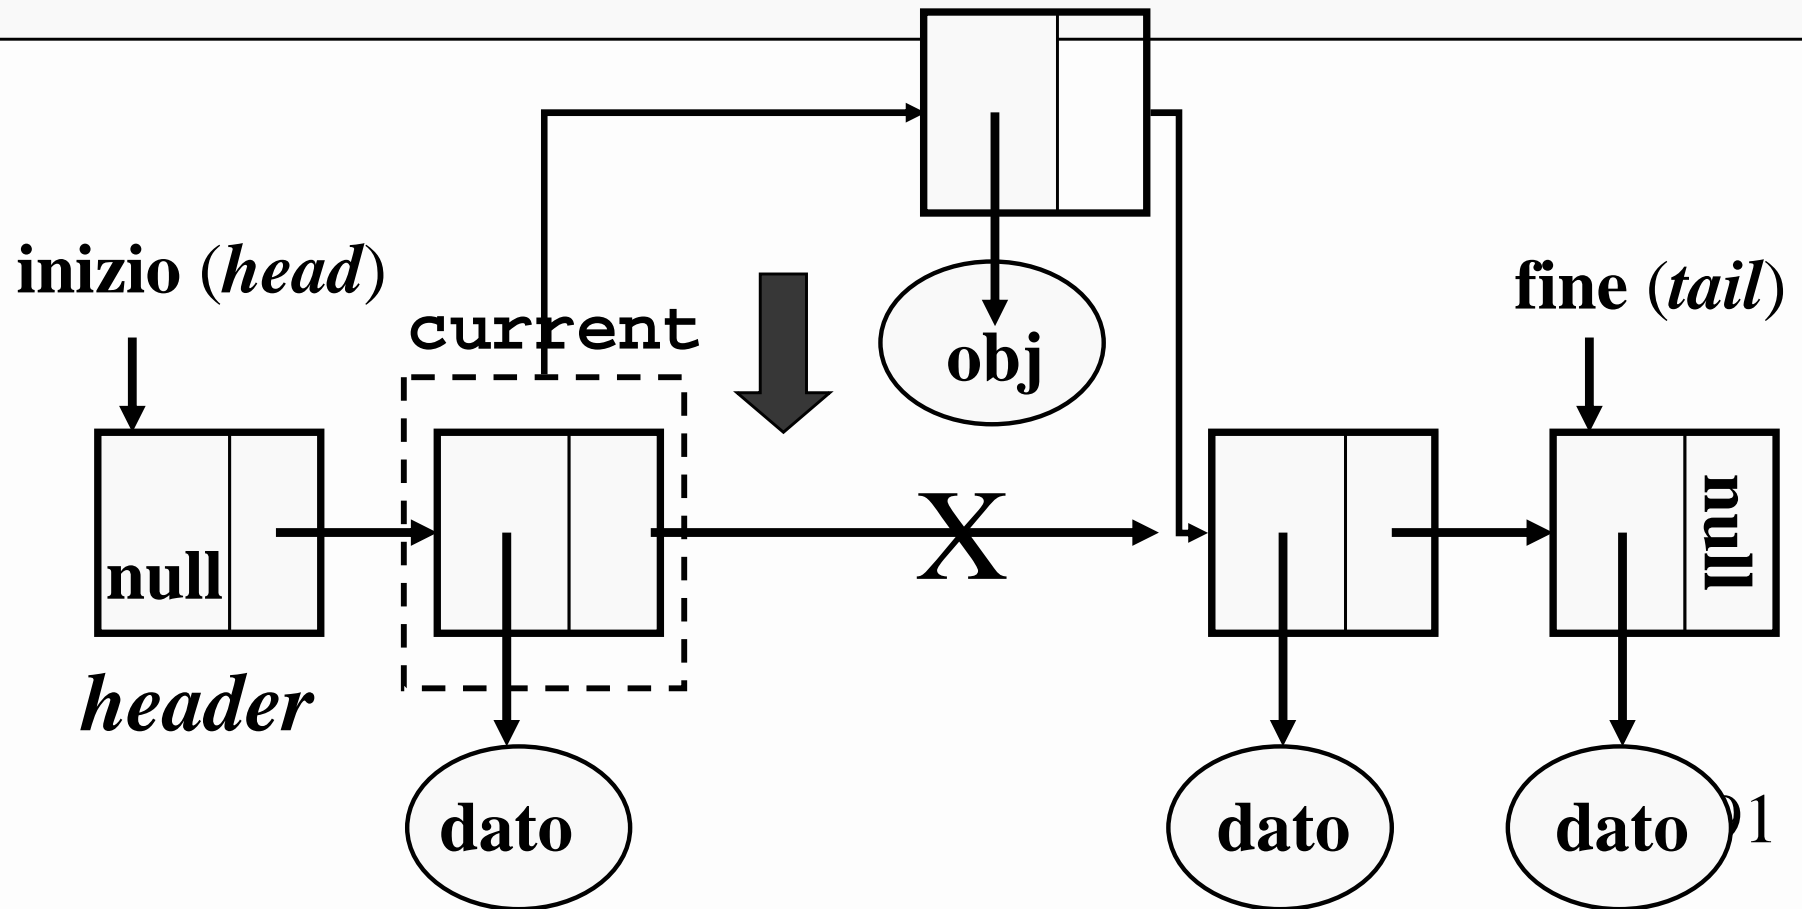 inizio (head)
fine (tail)
current
obj
null
null
header
dato
dato
dato